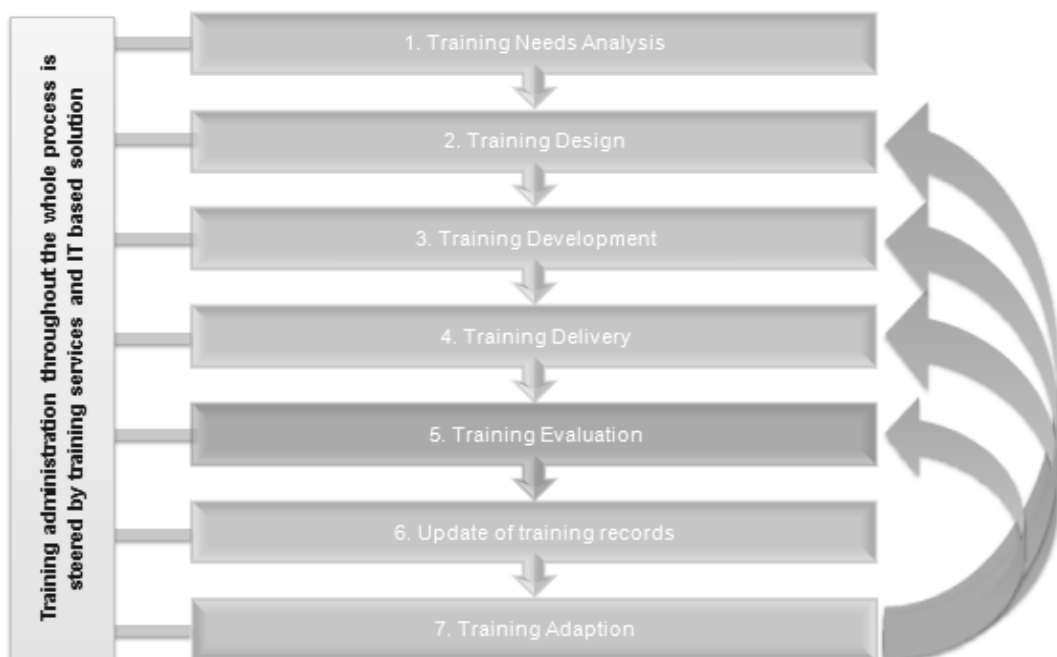 Training administration throughout the whole process is
steered by training services and IT based solution
1. Training Needs Analysis
2. Training Design
3. Training Development
4. Training Delivery
5. Training Evaluation
6. Update of training records
7. Training Adaption